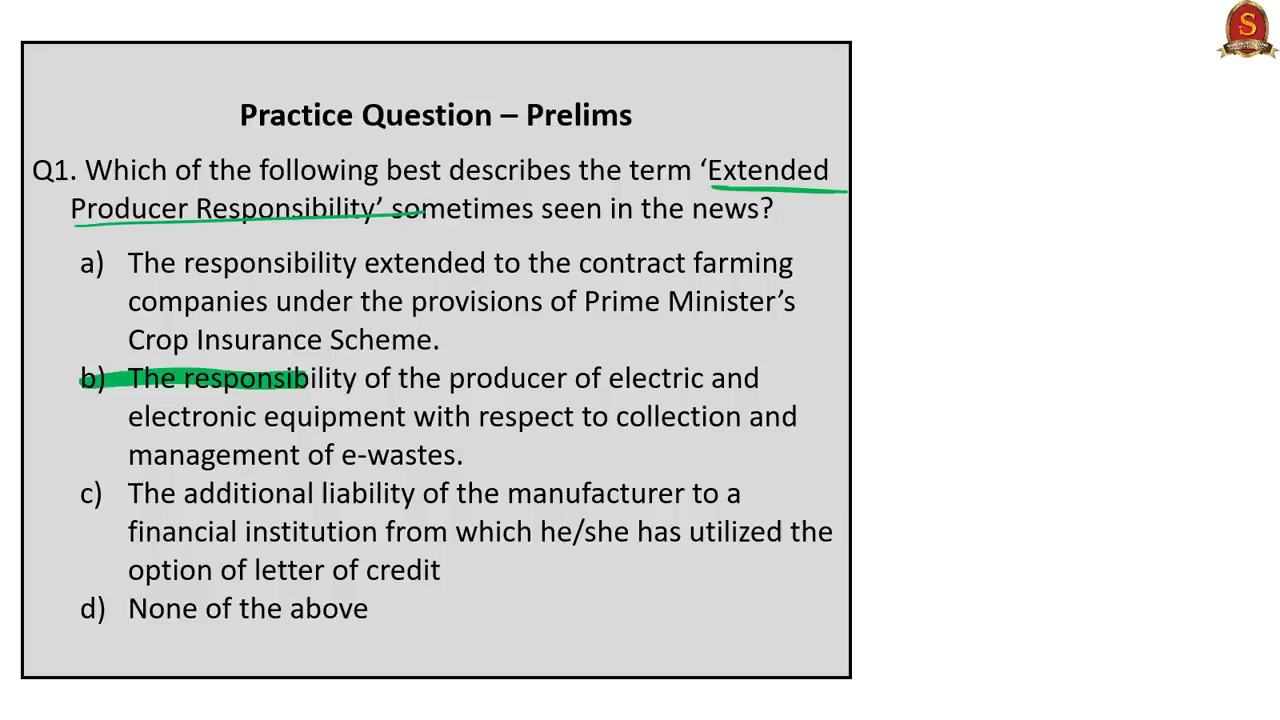 S
Practice Question – Prelims
Q1. Which of the following best describes the term ‘Extended
Producer Responsibility’ sometimes seen in the news?
a) The responsibility extended to the contract farming
companies under the provisions of Prime Minister’s
Crop Insurance Scheme.
b) The responsibility of the producer of electric and
electronic equipment with respect to collection and
management of e-wastes.
c) The additional liability of the manufacturer to a
financial institution from which he/she has utilized the
option of letter of credit
d) None of the above